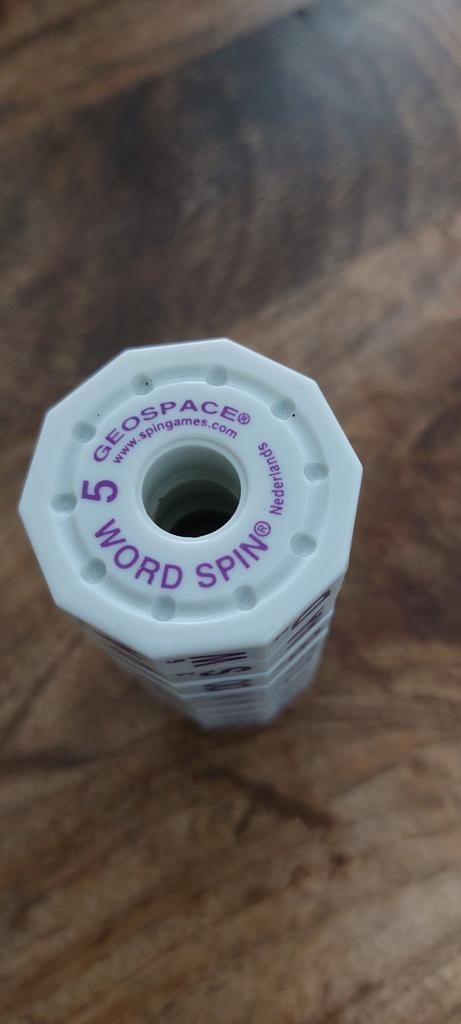 GEOSPACE®
www.spingames.com
Nederlands
5
WORD SPIN®